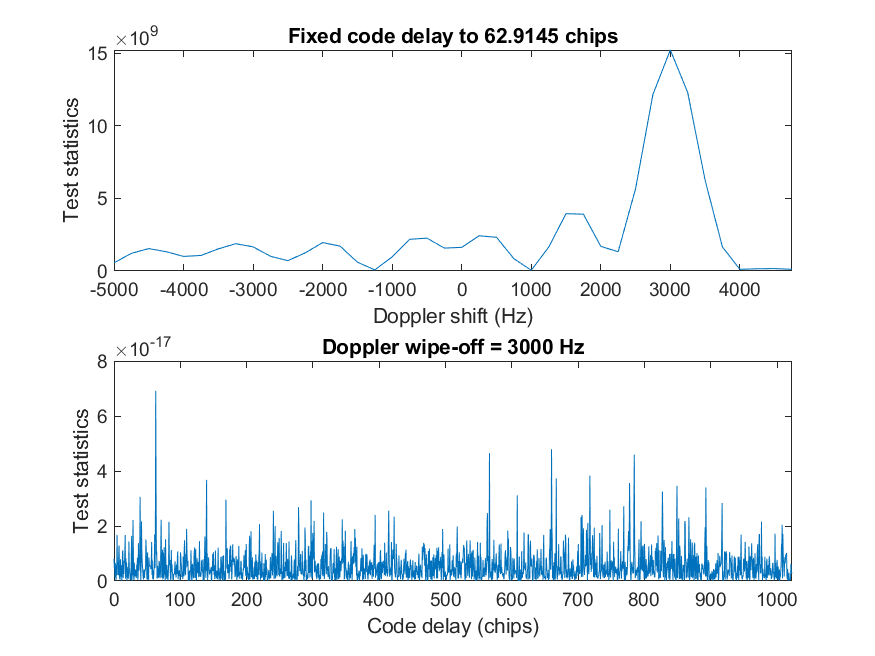 ×10^9
Fixed code delay to 62.9145 chips
15
10
5
0
Test statistics
-5000 -4000 -3000 -2000 -1000 0 1000 2000 3000 4000
Doppler shift (Hz)
×10^-17
Doppler wipe-off = 3000 Hz
8
6
4
2
0
Test statistics
0 100 200 300 400 500 600 700 800 900 1000
Code delay (chips)